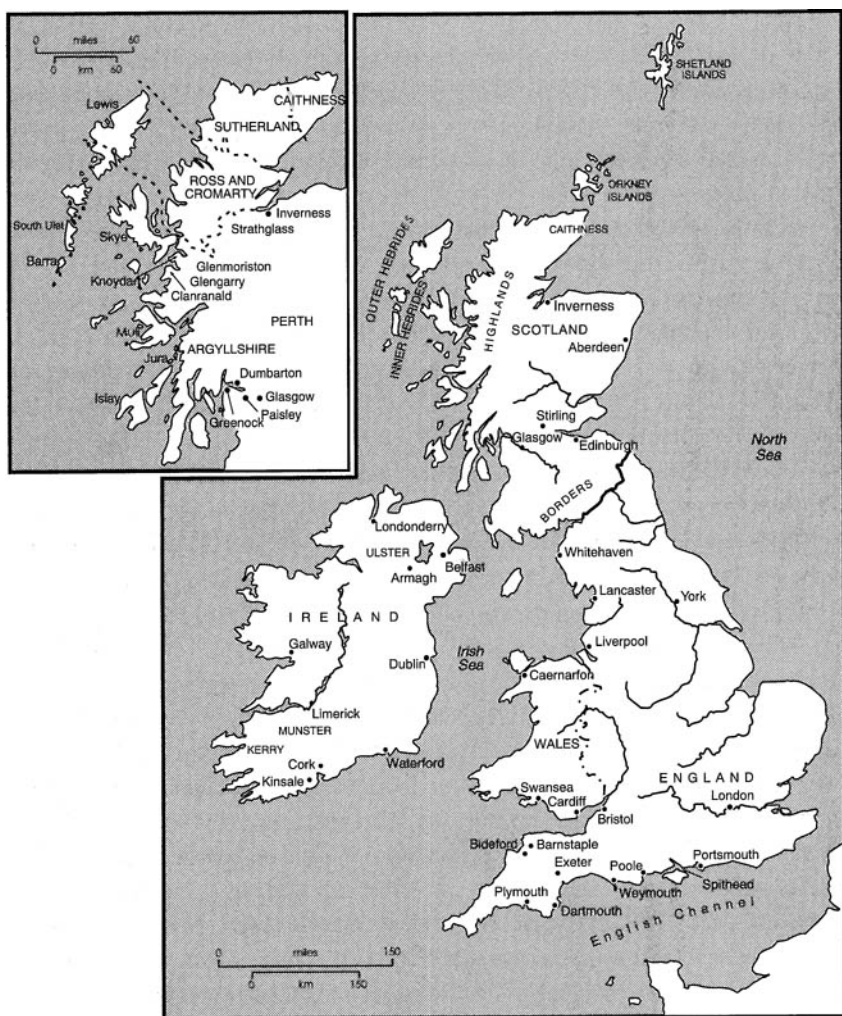 60 0 60
miles
0 km 60
Lewis
CAITHNESS
SUTHERLAND
ROSS AND
CROMARTY
Inverness
South Uist
Skye
Strathglass
Barra
Knoydart
Glenmoriston
Glengarry
Clanranald
Mull
PERTH
Jura
ARGYLLSHIRE
Dumbarton
Islay
Glasgow
Paisley
Greenock
SHETLAND
ISLANDS
ORKNEY
ISLANDS
CAITHNESS
OUTER HEBRIDES
INNER HEBRIDES
HIGHLANDS
Inverness
SCOTLAND
Aberdeen
Stirling
Glasgow
Edinburgh
North
Sea
BORDERS
Londonderry
ULSTER
Belfast
Armagh
Whitehaven
Lancaster
York
IRELAND
Galway
Dublin
Irish
Sea
Liverpool
Caernarfon
Limerick
MUNSTER
KERRY
WALES
Cork
Waterford
Kinsale
ENGLAND
Swansea
Cardiff
London
Bristol
Bideford
Barnstaple
Exeter
Poole
Portsmouth
Plymouth
Weymouth
Spithead
Dartmouth
English Channel
0 miles 150
0 km 150